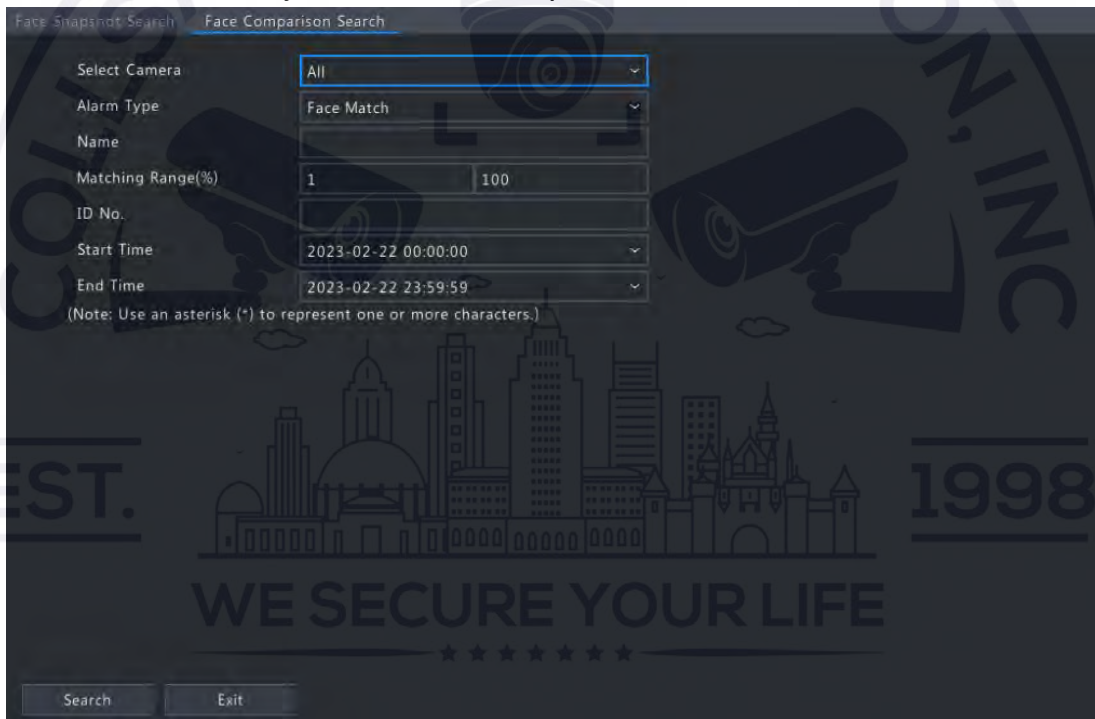 Face Snapshot Search Face Comparison Search
Select Camera All
Alarm Type Face Match
Name
Matching Range(%) 1 100
ID No.
Start Time 2023-02-22 00:00:00
End Time 2023-02-22 23:59:59
(Note: Use an asterisk (*) to represent one or more characters.)
EST. 1998
WE SECURE YOUR LIFE
Search Exit